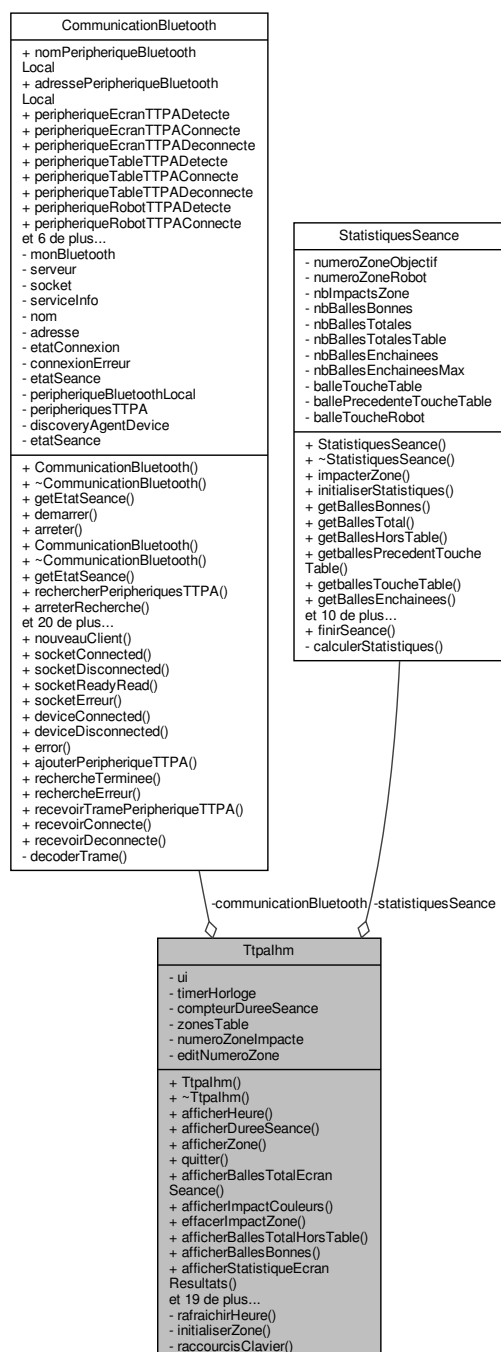 CommunicationBluetooth
+ nomPeripheriqueBluetooth
Local
+ adressePeripheriqueBluetooth
Local
+ peripheriqueEcranTTPADetecte
+ peripheriqueEcranTTPAConnecte
+ peripheriqueEcranTTPADeconnecte
+ peripheriqueTableTTPADetecte
+ peripheriqueTableTTPAConnecte
+ peripheriqueTableTTPADeconnecte
+ peripheriqueRobotTTPADetecte
+ peripheriqueRobotTTPAConnecte
et 6 de plus...
- monBluetooth
- serveur
- socket
- serviceInfo
- nom
- adresse
- etatConnexion
- connexionErreur
- etatSeance
- peripheriqueBluetoothLocal
- peripheriquesTTPA
- discoveryAgentDevice
- etatSeance
+ CommunicationBluetooth()
+ ~CommunicationBluetooth()
+ getEtatSeance()
+ demarrer()
+ arreter()
+ CommunicationBluetooth()
+ ~CommunicationBluetooth()
+ getEtatSeance()
+ rechercherPeripheriquesTTPA()
+ arreterRecherche()
et 20 de plus...
+ nouveauClient()
+ socketConnected()
+ socketDisconnected()
+ socketReadyRead()
+ socketErreur()
+ deviceConnected()
+ deviceDisconnected()
+ error()
+ ajouterPeripheriqueTTPA()
+ rechercheTerminee()
+ rechercheErreur()
+ recevoirTramePeripheriqueTTPA()
+ recevoirConnecte()
+ recevoirDeconnecte()
- decoderTrame()
StatistiquesSeance
- numeroZoneObjectif
- numeroZoneRobot
- nbImpactsZone
- nbBallesBonnes
- nbBallesTotales
- nbBallesTotalesTable
- nbBallesEnchainees
- nbBallesEnchaineesMax
- balleToucheTable
- ballePrecedenteToucheTable
- balleToucheRobot
+ StatistiquesSeance()
+ ~StatistiquesSeance()
+ impacterZone()
+ initialiserStatistiques()
+ getBallesBonnes()
+ getBallesTotal()
+ getBallesHorsTable()
+ getballesPrecedentTouche
Table()
+ getballesToucheTable()
+ getBallesEnchainees()
et 10 de plus...
+ finirSeance()
- calculerStatistiques()
-communicationBluetooth
-statistiquesSeance
TtpaIhm
- ui
- timerHorloge
- compteurDureeSeance
- zonesTable
- numeroZoneImpacte
- editNumeroZone
+ TtpaIhm()
+ ~TtpaIhm()
+ afficherHeure()
+ afficherDureeSeance()
+ afficherZone()
+ quitter()
+ afficherBallesTotalEcran
Seance()
+ afficherImpactCouleurs()
+ effacerImpactZone()
+ afficherBallesTotalHorsTable()
+ afficherBallesBonnes()
+ afficherStatistiqueEcran
Resultats()
et 19 de plus...
- rafraichirHeure()
- initialiserZone()
- raccourcisClavier()